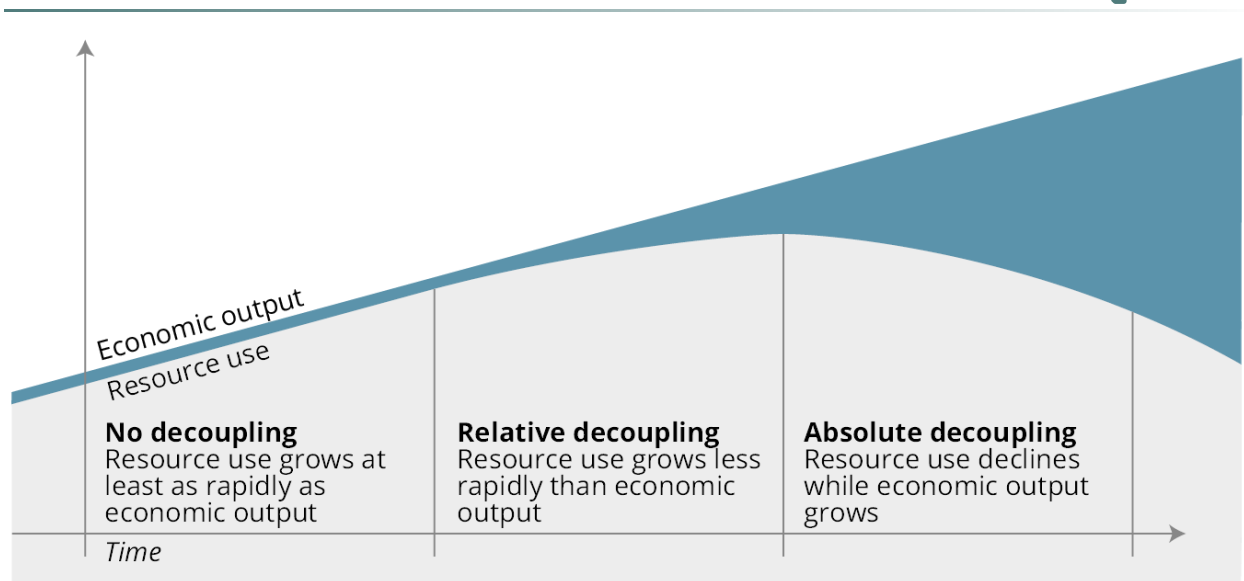 Economic output
Resource use
No decoupling
Resource use grows at
least as rapidly as
economic output
Relative decoupling
Resource use grows less
rapidly than economic
output
Absolute decoupling
Resource use declines
while economic output
grows
Time